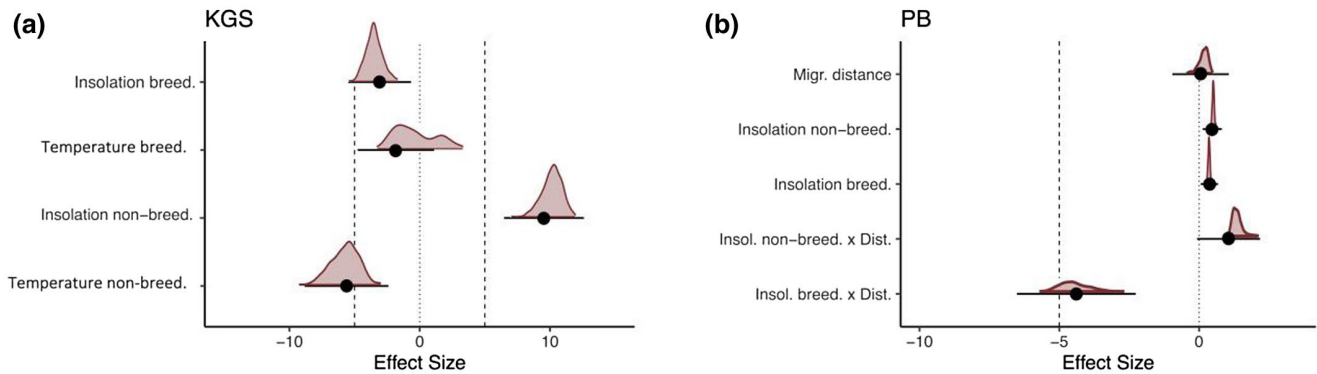 (a)
KGS
Insolation breed.
Temperature breed.
Insolation non−breed.
Temperature non-breed.
−10
0
10
Effect Size
(b)
PB
Migr. distance
Insolation non−breed.
Insolation breed.
Insol. non−breed. x Dist.
Insol. breed. x Dist.
−10
−5
0
Effect Size